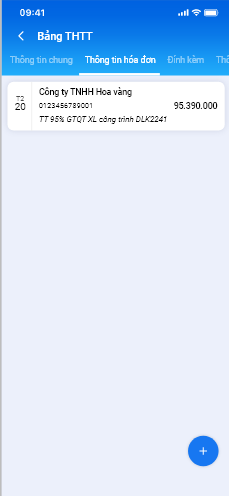 09:41
Bảng THTT
Thông tin chung Thông tin hóa đơn Đính kèm Thô
T2
20
Công ty TNHH Hoa vàng
0123456789001
95.390.000
TT 95% GTQT XL công trình DLK2241